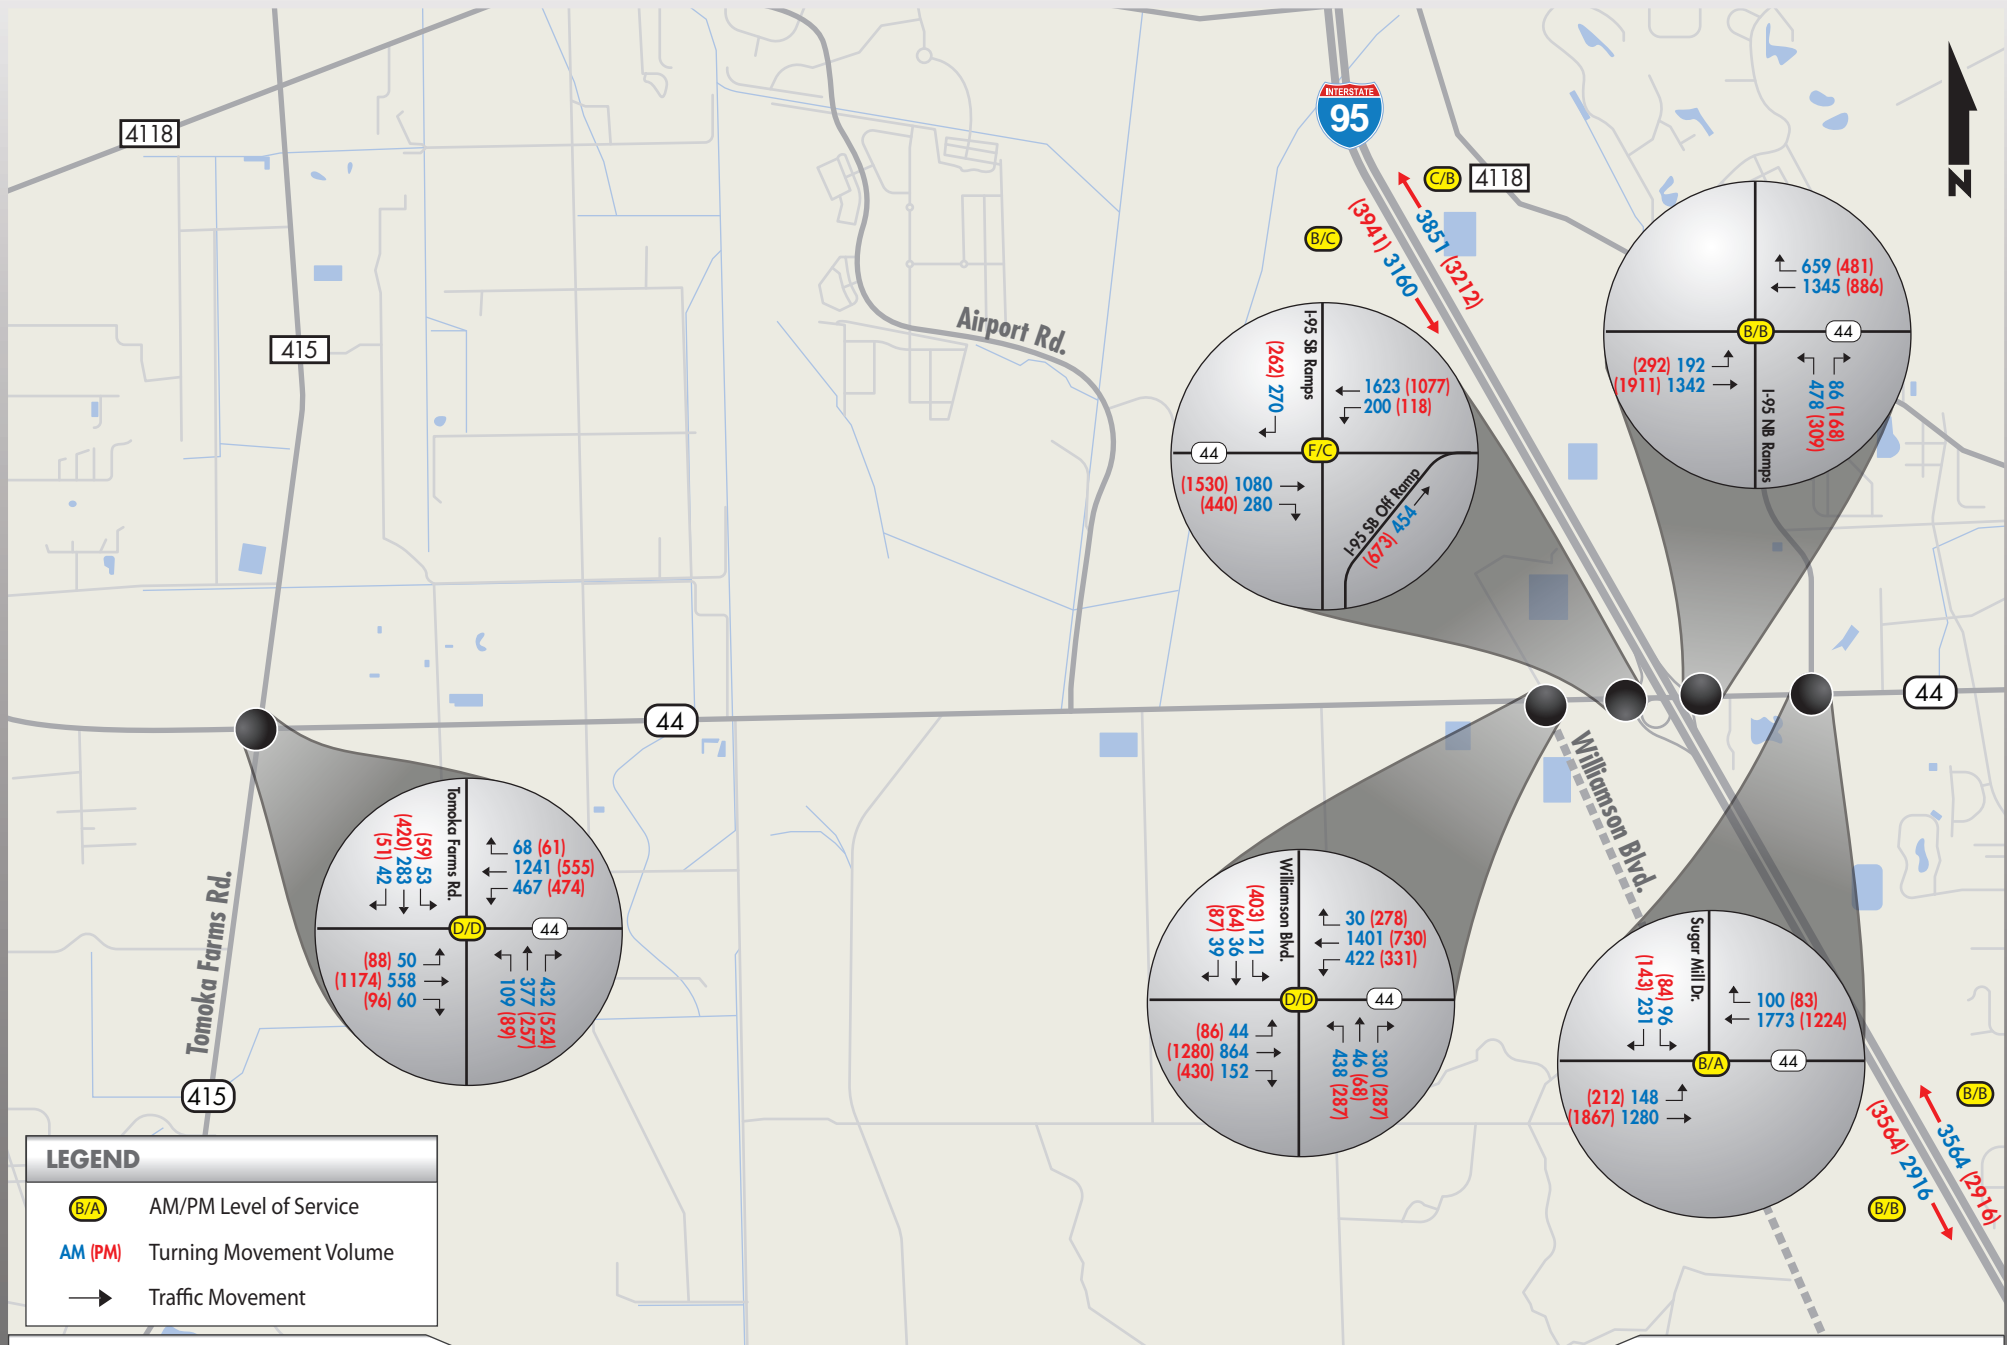 4118
INTERSTATE
95
C/B
4118
B/C
3851 (3212)
(3941) 3160
415
Airport Rd.
659 (481)
1345 (886)
B/B
44
(292) 192
(1911) 1342
I-95 NB Ramps
478 (309)
86 (168)
I-95 SB Ramps
(262) 270
1623 (1077)
200 (118)
44
F/C
(1530) 1080
(440) 280
I-95 SB Off Ramp
(673) 454
44
44
Williamson Blvd.
Tomoka Farms Rd.
(51) 42
(420) 283
(59) 53
68 (61)
1241 (555)
467 (474)
D/D
44
(88) 50
(1174) 558
(96) 60
109 (89)
377 (257)
432 (524)
Williamson Blvd.
(87) 39
(64) 36
(403) 121
30 (278)
1401 (730)
422 (331)
D/D
44
(86) 44
(1280) 864
(430) 152
438 (287)
46 (68)
330 (287)
Sugar Mill Dr.
(143) 231
(84) 96
100 (83)
1773 (1224)
B/A
44
(212) 148
(1867) 1280
Tomoka Farms Rd.
415
B/B
3564 (2916)
(3564) 2916
B/B
N
LEGEND
B/A AM/PM Level of Service
AM (PM) Turning Movement Volume
Traffic Movement